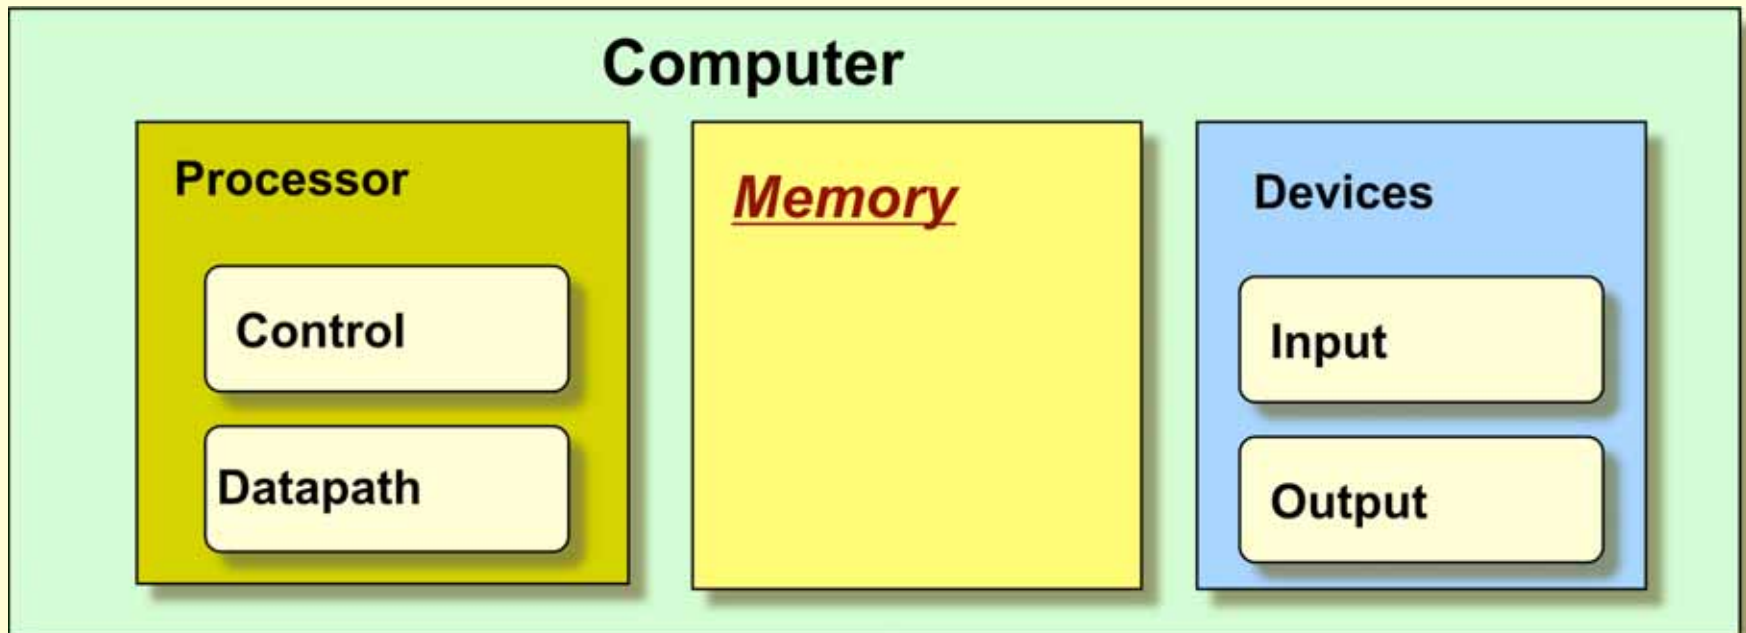 Computer
Processor
Control
Datapath
Memory
Devices
Input
Output